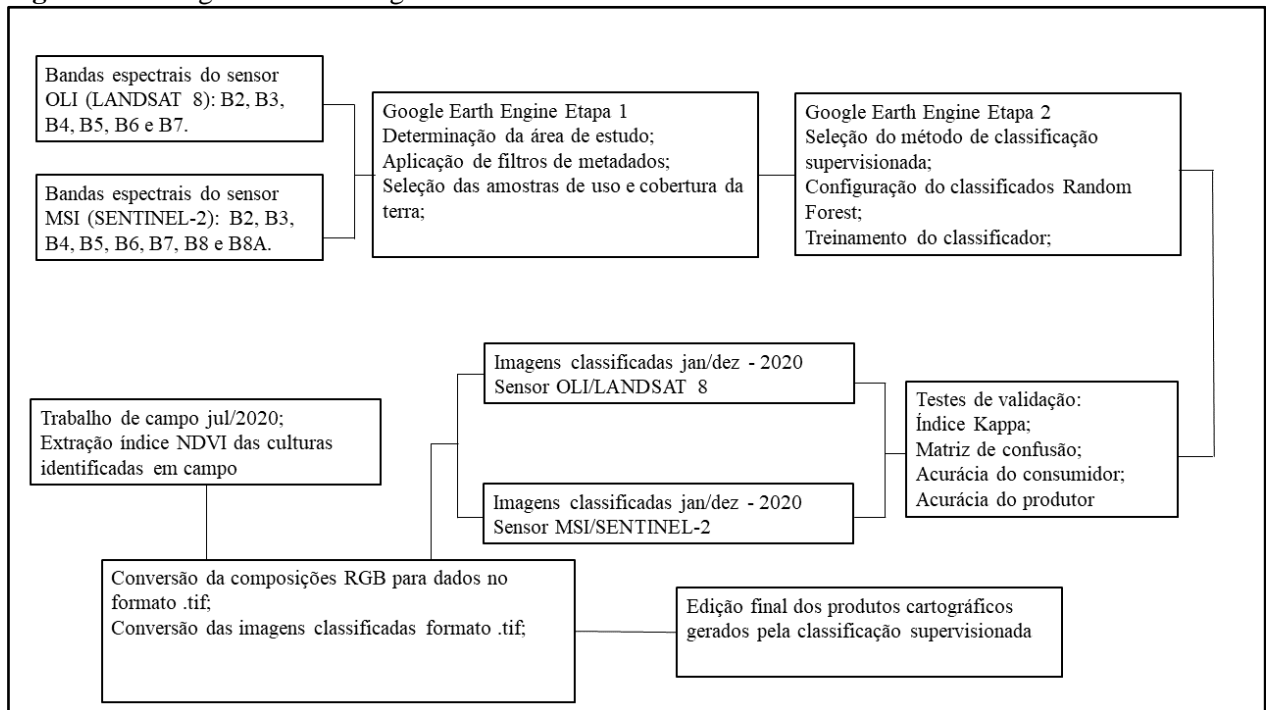 Bandas espectrais do sensor
OLI (LANDSAT 8): B2, B3,
B4, B5, B6 e B7.
Bandas espectrais do sensor
MSI (SENTINEL-2): B2, B3,
B4, B5, B6, B7, B8 e B8A.
Google Earth Engine Etapa 1
Determinação da área de estudo;
Aplicação de filtros de metadados;
Seleção das amostras de uso e cobertura da
terra;
Google Earth Engine Etapa 2
Seleção do método de classificação
supervisionada;
Configuração do classificados Random
Forest;
Treinamento do classificador;
Imagens classificadas jan/dez - 2020
Sensor OLI/LANDSAT 8
Trabalho de campo jul/2020;
Extração índice NDVI das culturas
identificadas em campo
Testes de validação:
Índice Kappa;
Matriz de confusão;
Acurácia do consumidor;
Acurácia do produtor
Imagens classificadas jan/dez - 2020
Sensor MSI/SENTINEL-2
Conversão da composições RGB para dados no
formato .tif;
Conversão das imagens classificadas formato .tif;
Edição final dos produtos cartográficos
gerados pela classificação supervisionada